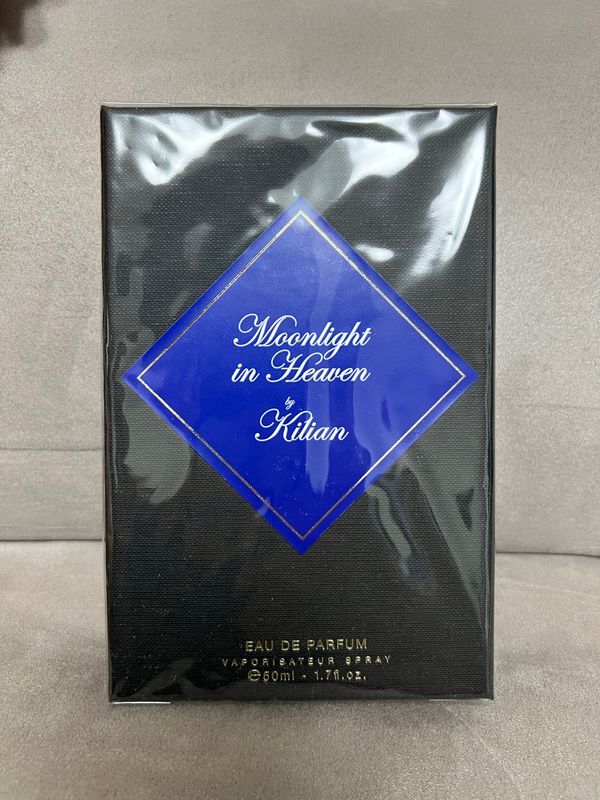 Moonlight
in Heaven
by
Kilian
EAU DE PARFUM
VAPORISATEUR SPRAY
℮50ml - 1.7fl.oz.